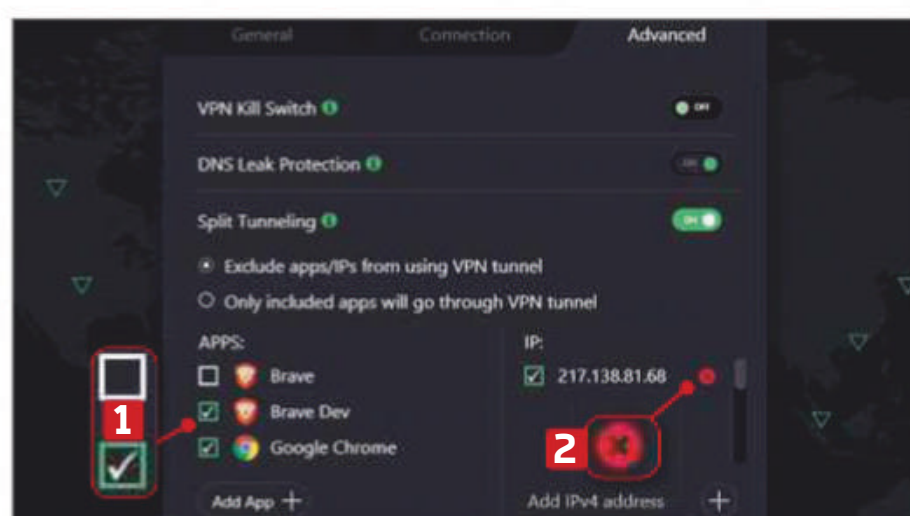 General Connection Advanced
VPN Kill Switch
OFF
DNS Leak Protection
ON
Split Tunneling
ON
Exclude apps/IPs from using VPN tunnel
Only included apps will go through VPN tunnel
APPS:
Brave
Brave Dev
Google Chrome
Add App +
IP:
217.138.81.68
Add IPv4 address +
1
2